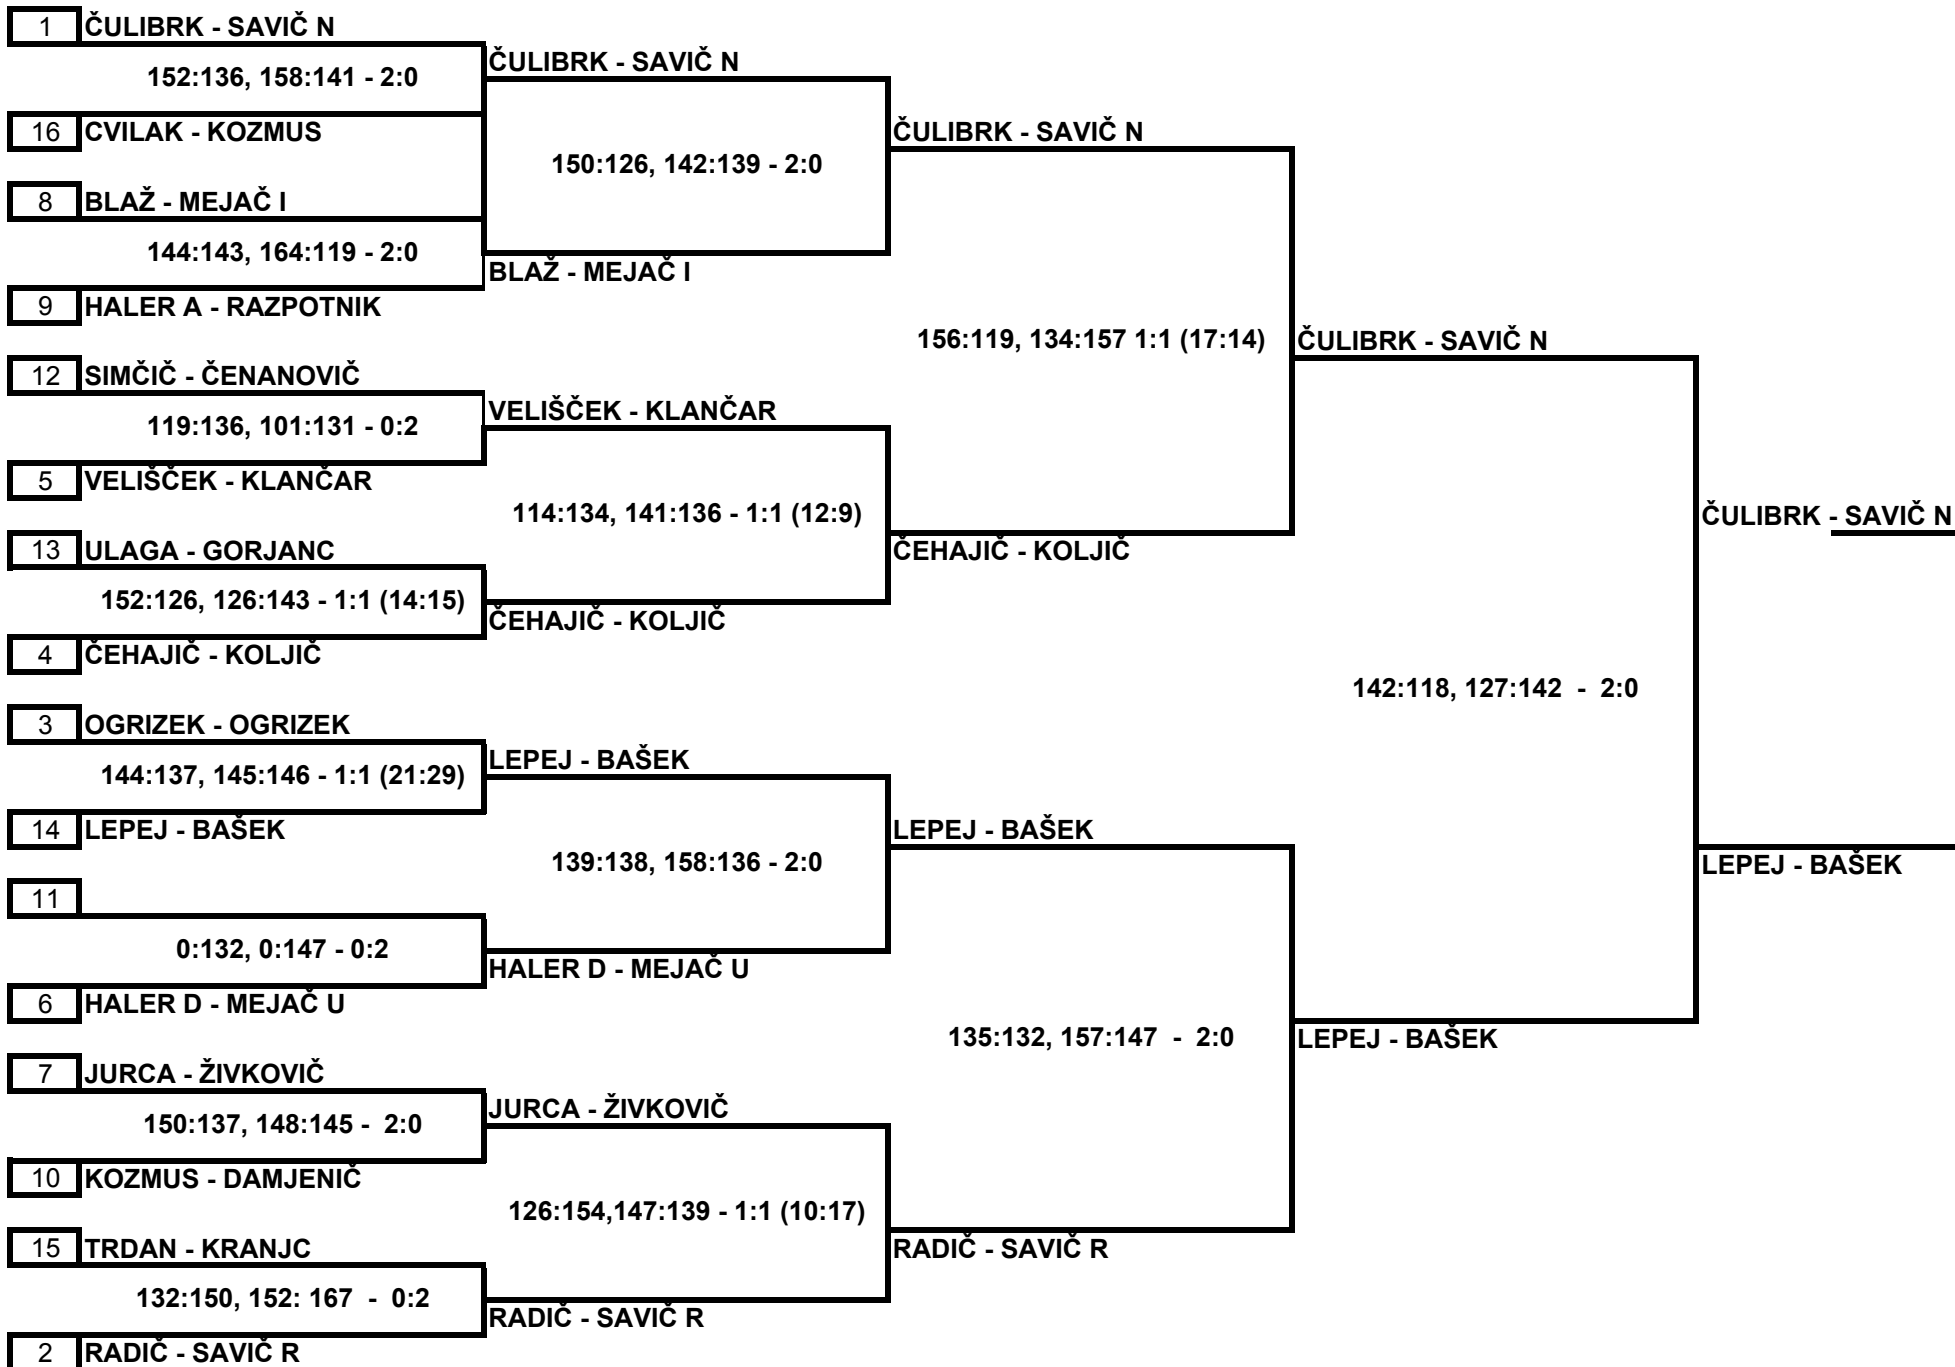 1 ČULIBRK - SAVIČ N
152:136, 158:141 - 2:0
16 CVILAK - KOZMUS
8 BLAŽ - MEJAČ I
144:143, 164:119 - 2:0
9 HALER A - RAZPOTNIK
12 SIMČIČ - ČENANOVIČ
119:136, 101:131 - 0:2
5 VELIŠČEK - KLANČAR
13 ULAGA - GORJANC
152:126, 126:143 - 1:1 (14:15)
4 ČEHAJIČ - KOLJIČ
3 OGRIZEK - OGRIZEK
144:137, 145:146 - 1:1 (21:29)
14 LEPEJ - BAŠEK
11
0:132, 0:147 - 0:2
6 HALER D - MEJAČ U
7 JURCA - ŽIVKOVIČ
150:137, 148:145 -  2:0
10 KOZMUS - DAMJENIČ
15 TRDAN - KRANJC
132:150, 152: 167  -  0:2
2 RADIČ - SAVIČ R
ČULIBRK - SAVIČ N
150:126, 142:139 - 2:0
BLAŽ - MEJAČ I
VELIŠČEK - KLANČAR
114:134, 141:136 - 1:1 (12:9)
ČEHAJIČ - KOLJIČ
LEPEJ - BAŠEK
139:138, 158:136 - 2:0
HALER D - MEJAČ U
JURCA - ŽIVKOVIČ
126:154,147:139 - 1:1 (10:17)
RADIČ - SAVIČ R
ČULIBRK - SAVIČ N
156:119, 134:157 1:1 (17:14)
ČEHAJIČ - KOLJIČ
LEPEJ - BAŠEK
135:132, 157:147  -  2:0
RADIČ - SAVIČ R
ČULIBRK - SAVIČ N
142:118, 127:142  -  2:0
LEPEJ - BAŠEK
ČULIBRK - SAVIČ N
LEPEJ - BAŠEK